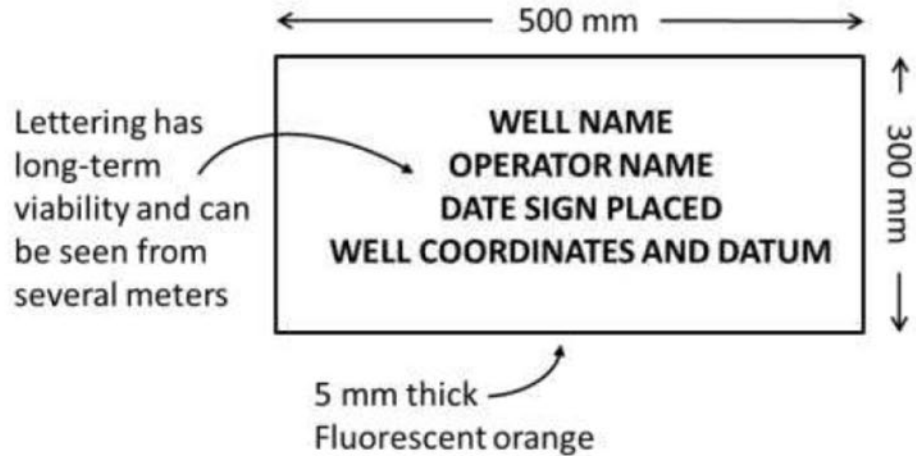 500 mm
Lettering has
long-term
viability and can
be seen from
several meters
WELL NAME
OPERATOR NAME
DATE SIGN PLACED
WELL COORDINATES AND DATUM
300 mm
5 mm thick
Fluorescent orange